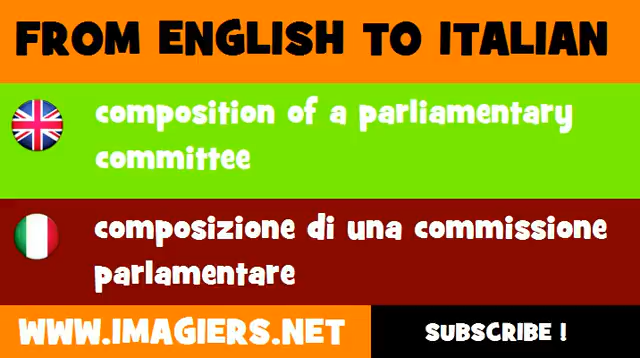 FROM ENGLISH TO ITALIAN
composition of a parliamentary
committee
composizione di una commissione
parlamentare
WWW.IMAGIERS.NET
SUBSCRIBE !